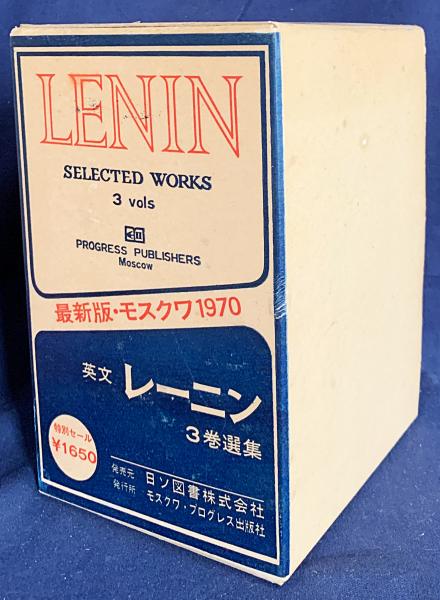 LENIN
SELECTED WORKS
3 vols
PROGRESS PUBLISHERS
Moscow
最新版・モスクワ1970
英文 レーニン
3巻選集
特別セール
¥1650
発売元 日ソ図書株式会社
発行所 モスクワ・プログレス出版社